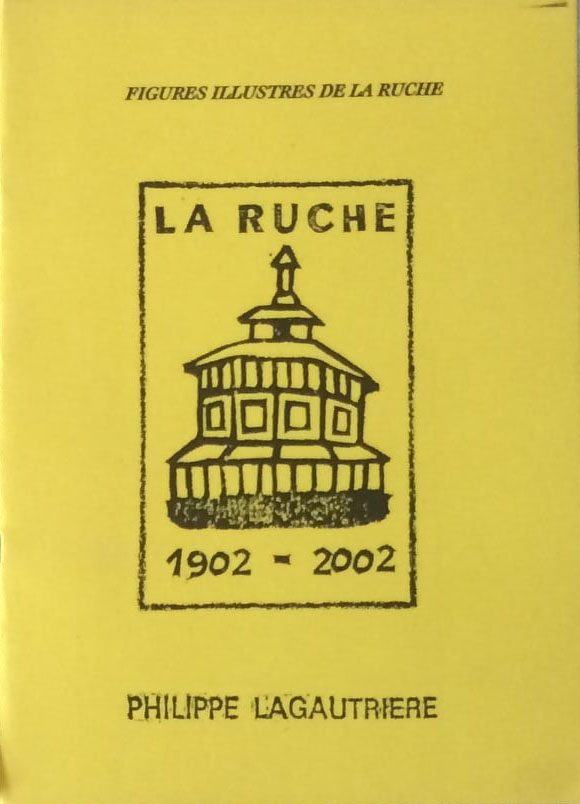 FIGURES ILLUSTRES DE LA RUCHE
LA RUCHE
1902 - 2002
PHILIPPE LAGAUTRIERE